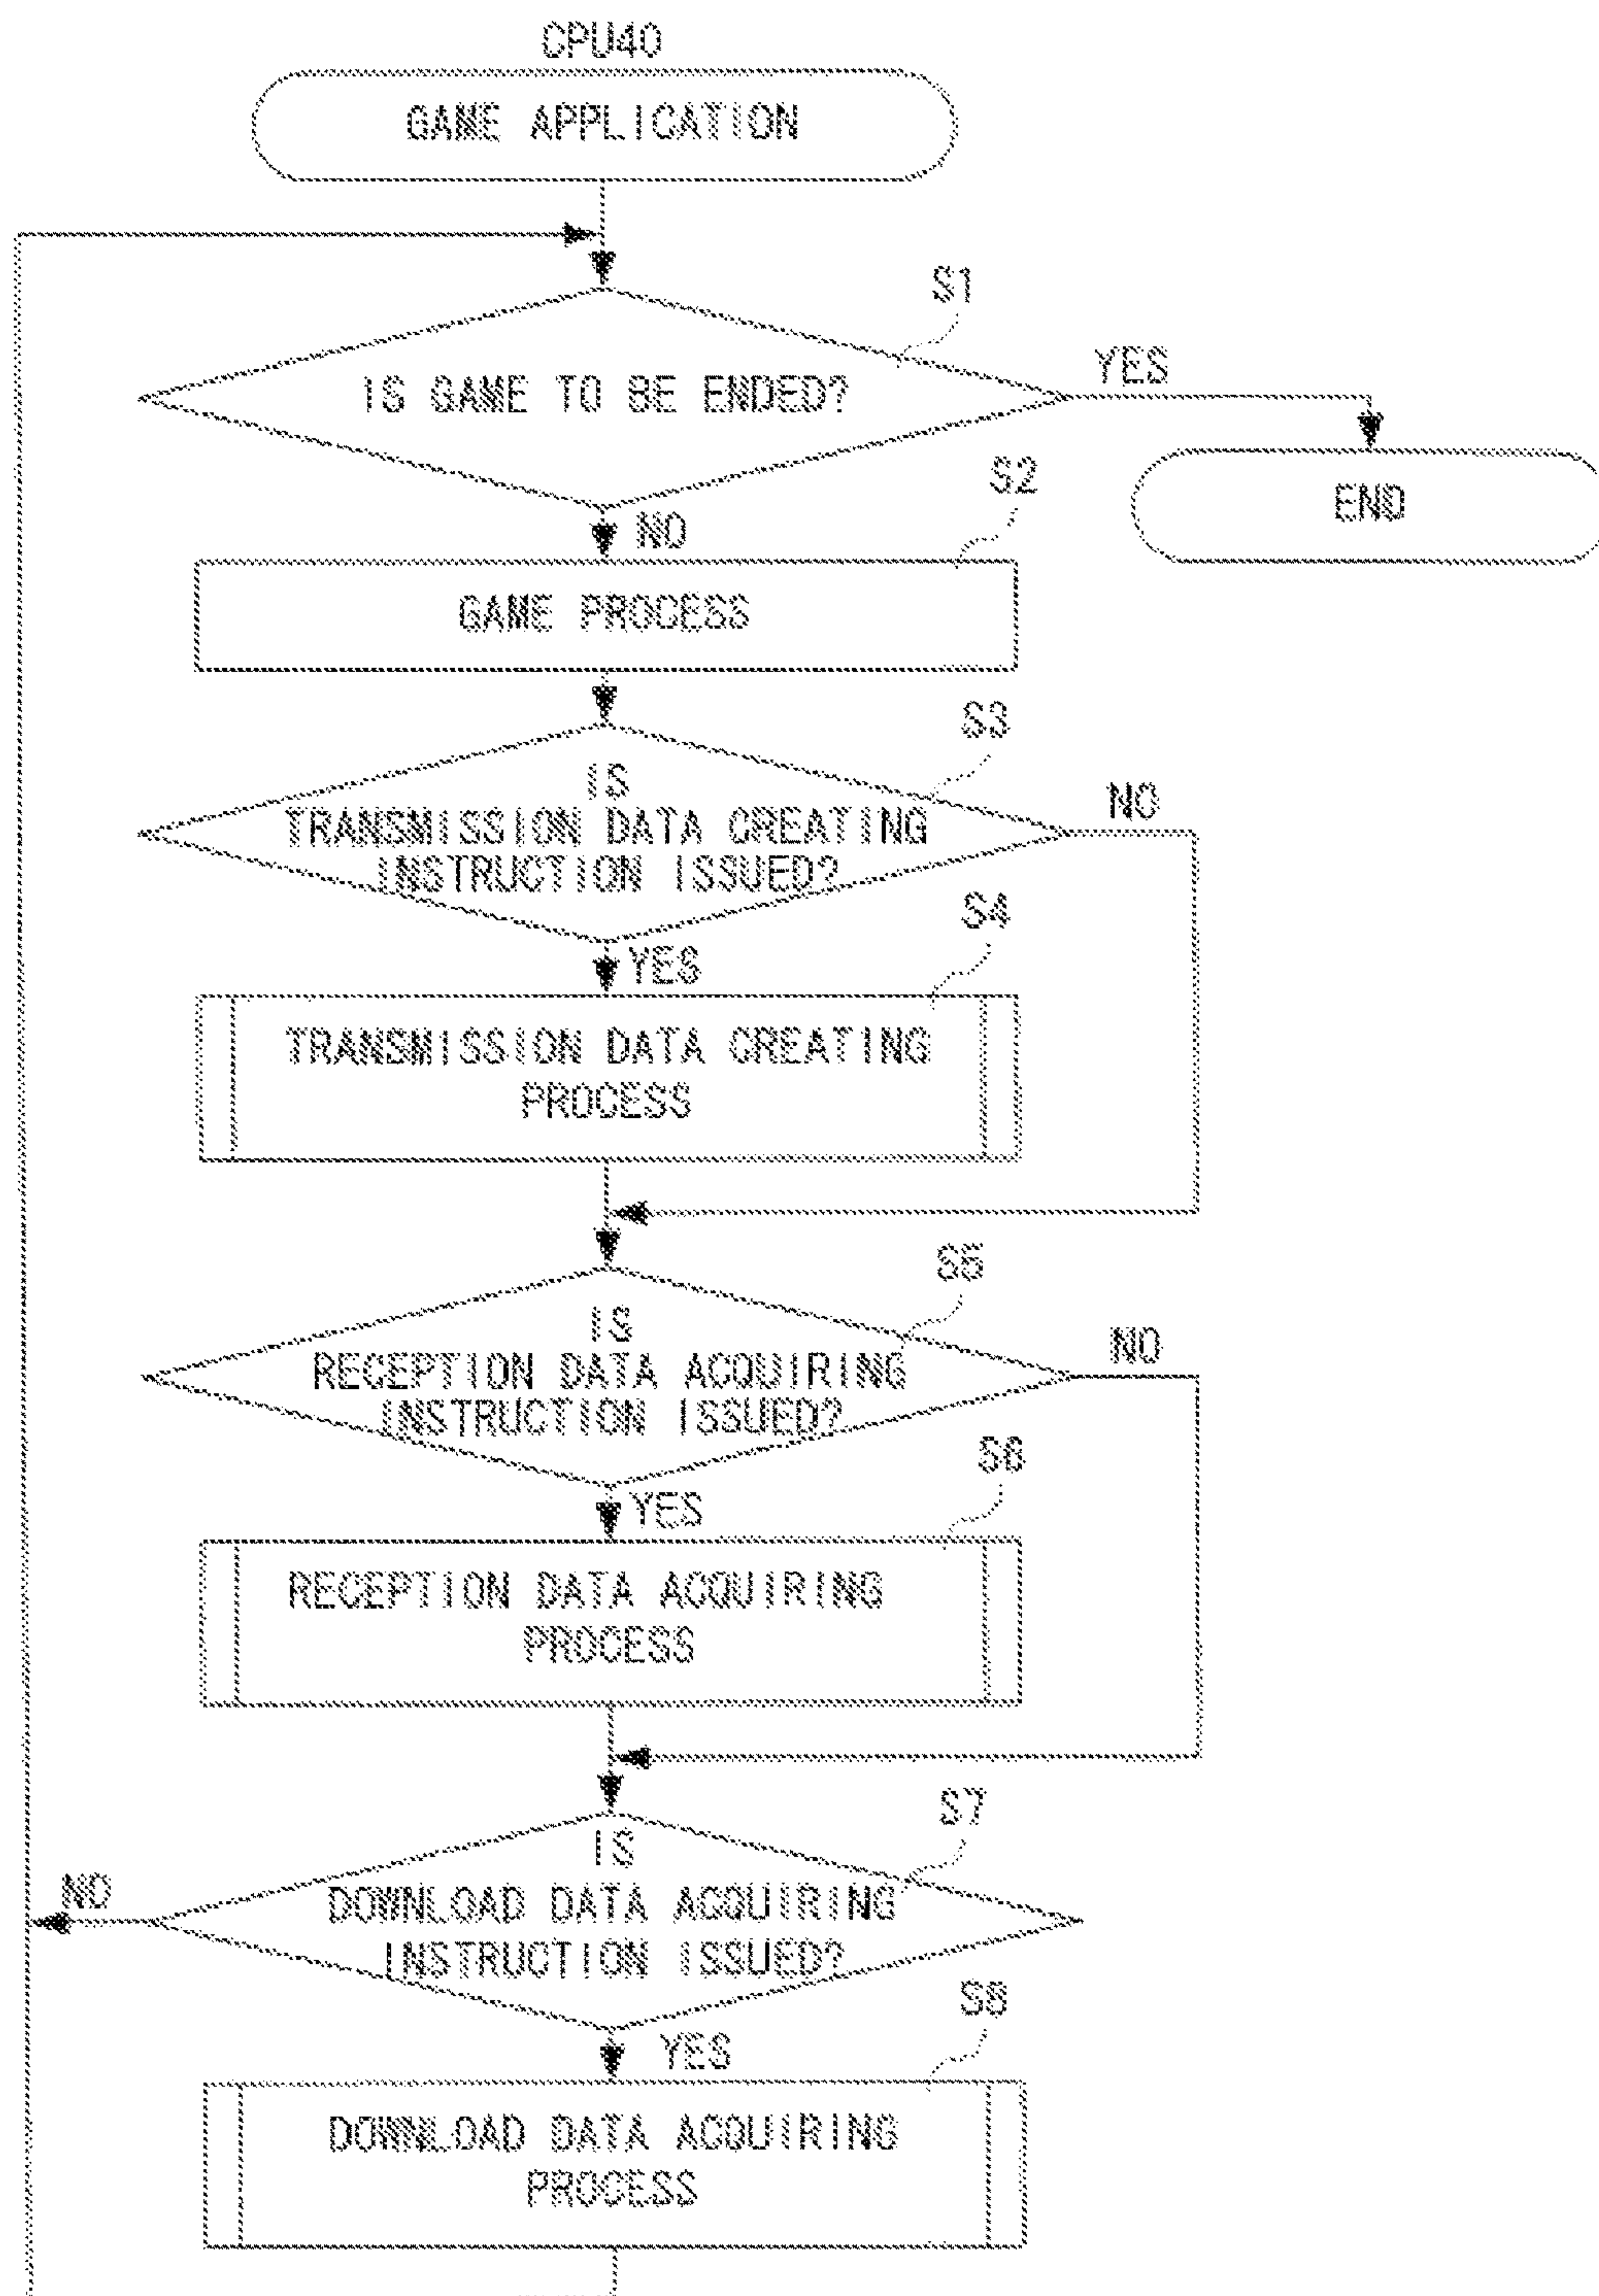 CPU40
GAME APPLICATION
S1
IS GAME TO BE ENDED?
YES
END
NO
S2
GAME PROCESS
S3
IS
TRANSMISSION DATA CREATING
INSTRUCTION ISSUED?
NO
YES
S4
TRANSMISSION DATA CREATING
PROCESS
S5
IS
RECEPTION DATA ACQUIRING
INSTRUCTION ISSUED?
NO
YES
S6
RECEPTION DATA ACQUIRING
PROCESS
S7
IS
DOWNLOAD DATA ACQUIRING
INSTRUCTION ISSUED?
NO
YES
S8
DOWNLOAD DATA ACQUIRING
PROCESS